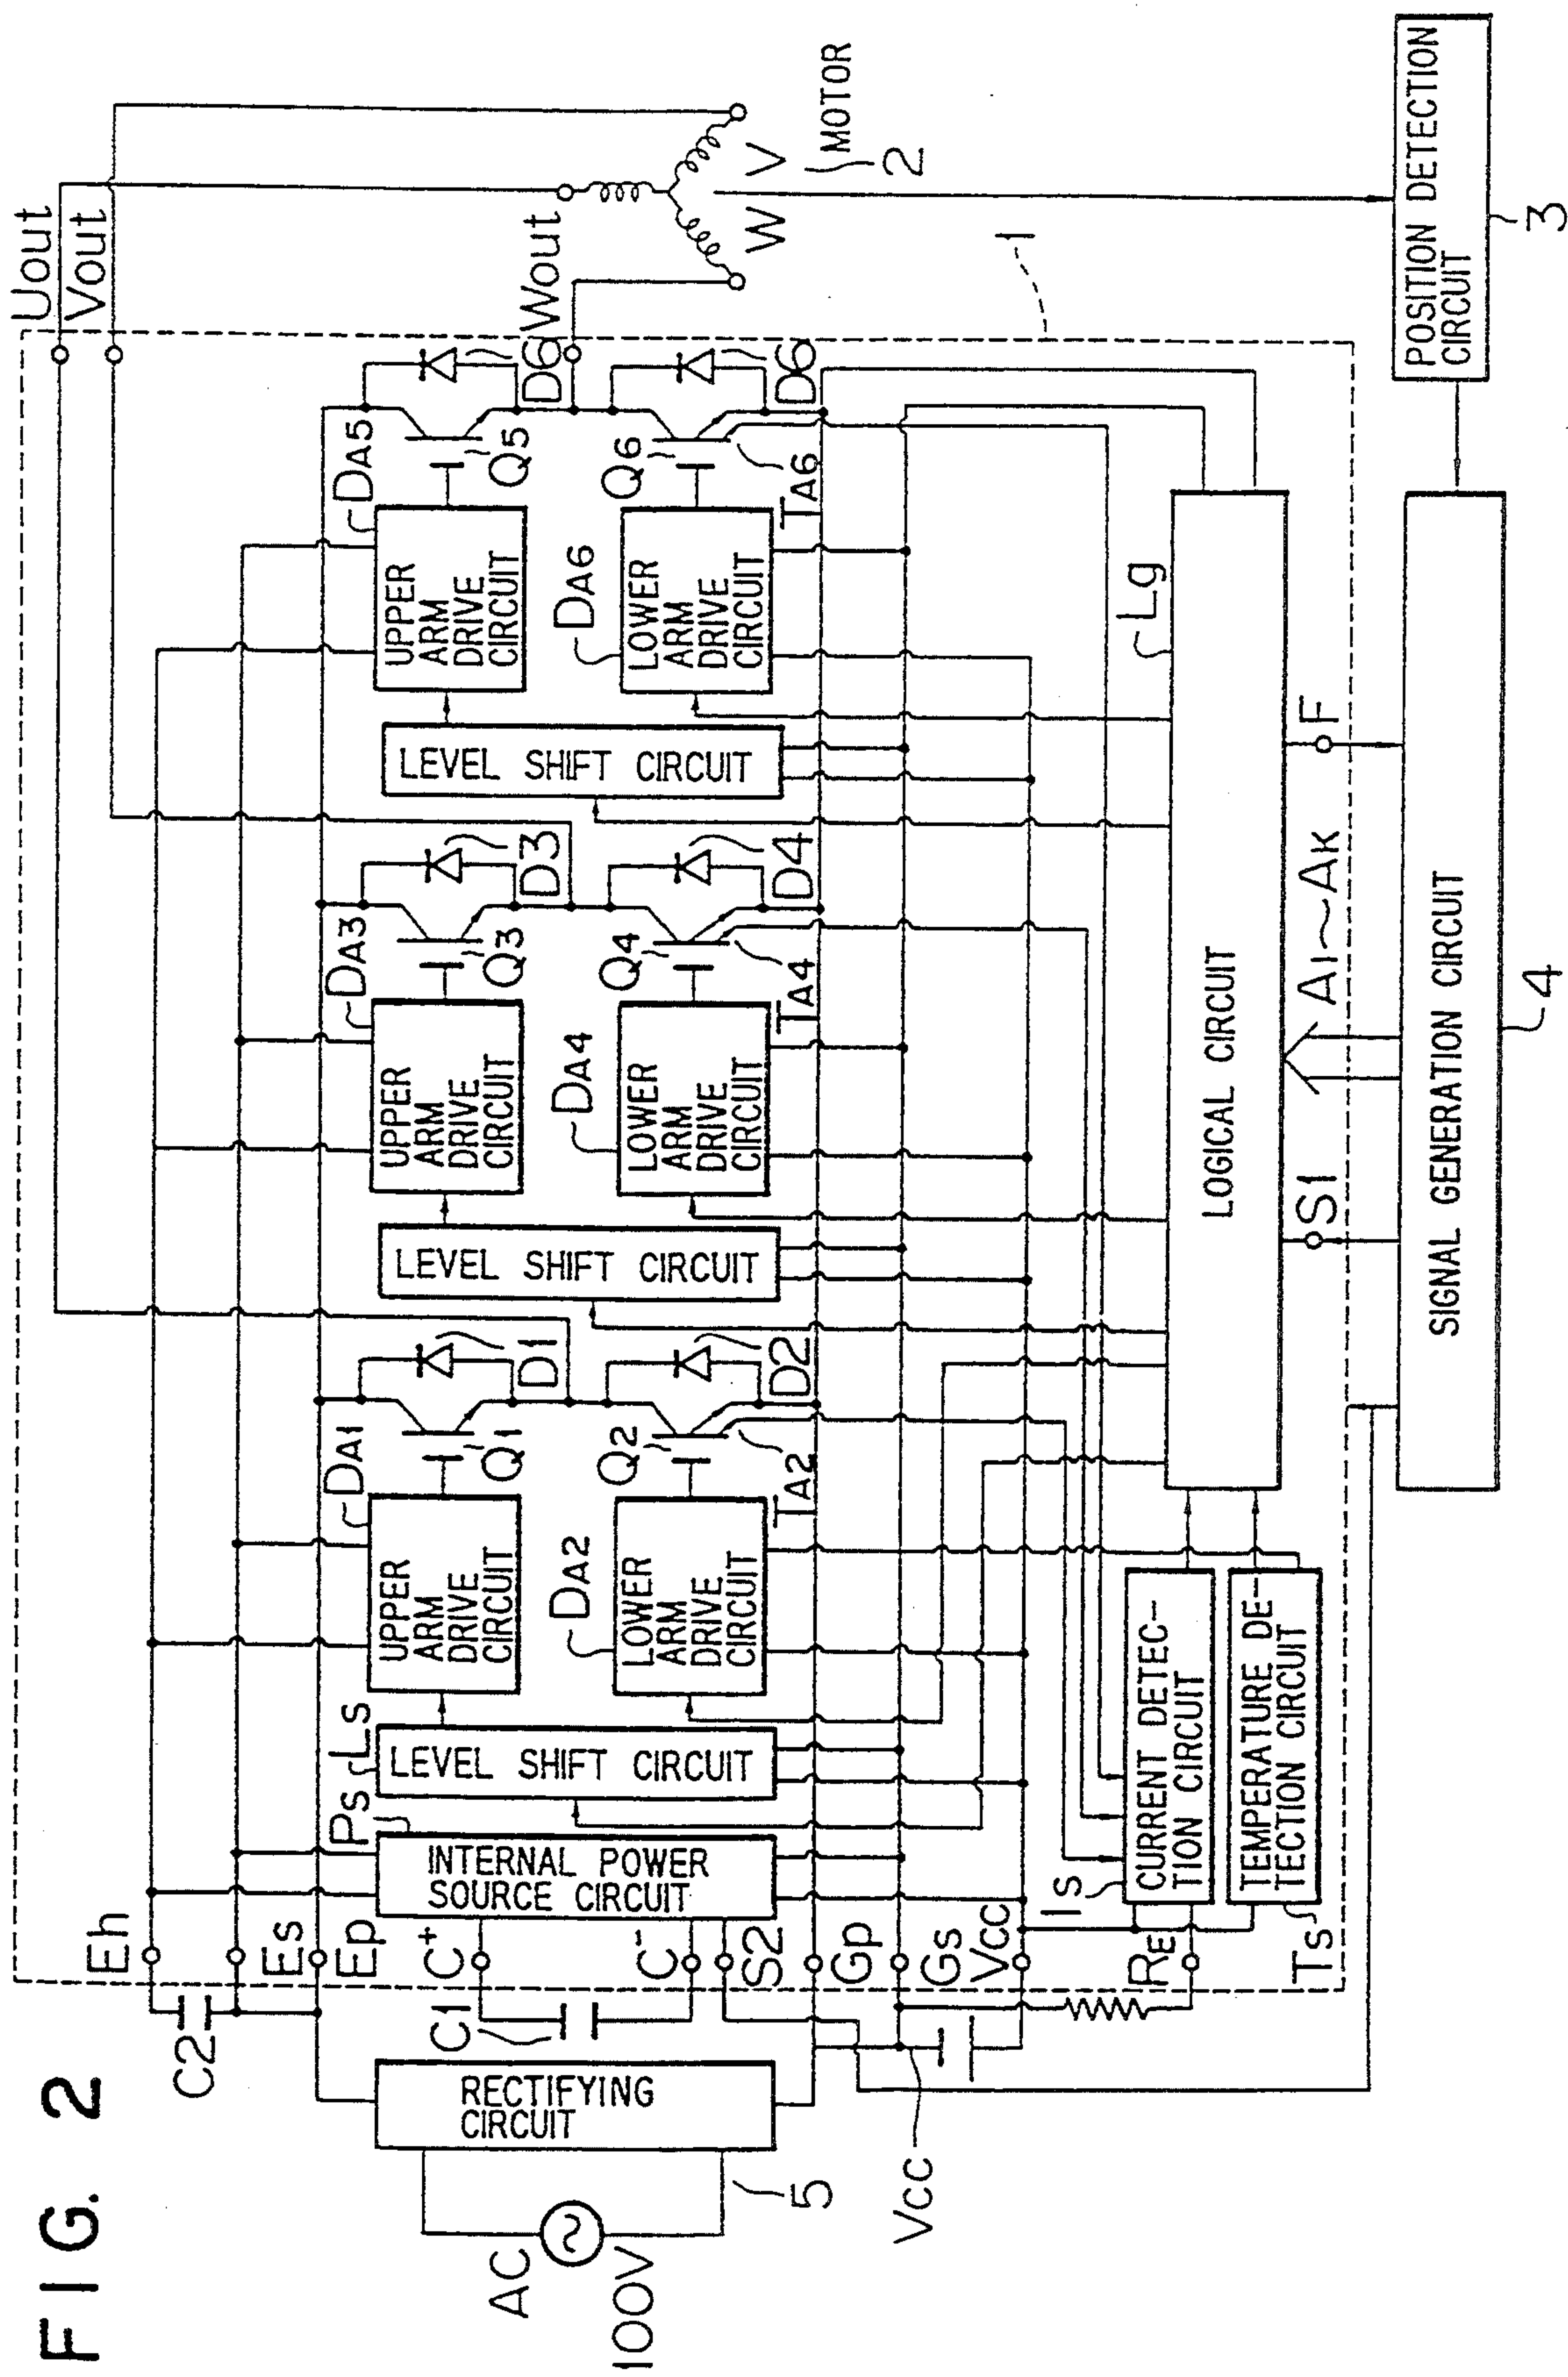 FIG. 2
AC
100V
5
RECTIFYING
CIRCUIT
C2
C1
Vcc
Eh
Es
Ep
C+
C-
S2
Gp
Gs
Vcc
RE
Ts
Is
Ps
INTERNAL POWER
SOURCE CIRCUIT
Ls
LEVEL SHIFT CIRCUIT
UPPER
ARM
DRIVE
CIRCUIT
DA1
Q1
D1
LOWER
ARM
DRIVE
CIRCUIT
DA2
Q2
D2
TA2
LEVEL SHIFT CIRCUIT
UPPER
ARM
DRIVE
CIRCUIT
DA3
Q3
D3
LOWER
ARM
DRIVE
CIRCUIT
DA4
Q4
D4
TA4
LEVEL SHIFT CIRCUIT
UPPER
ARM
DRIVE
CIRCUIT
DA5
Q5
D6
LOWER
ARM
DRIVE
CIRCUIT
DA6
Q6
D6
TA6
CURRENT DETEC-
TION CIRCUIT
TEMPERATURE DE-
TECTION CIRCUIT
LOGICAL CIRCUIT
Lg
S1
A1~AK
F
SIGNAL GENERATION CIRCUIT
4
Uout
Vout
Wout
W
V
MOTOR
2
1
POSITION DETECTION
CIRCUIT
3